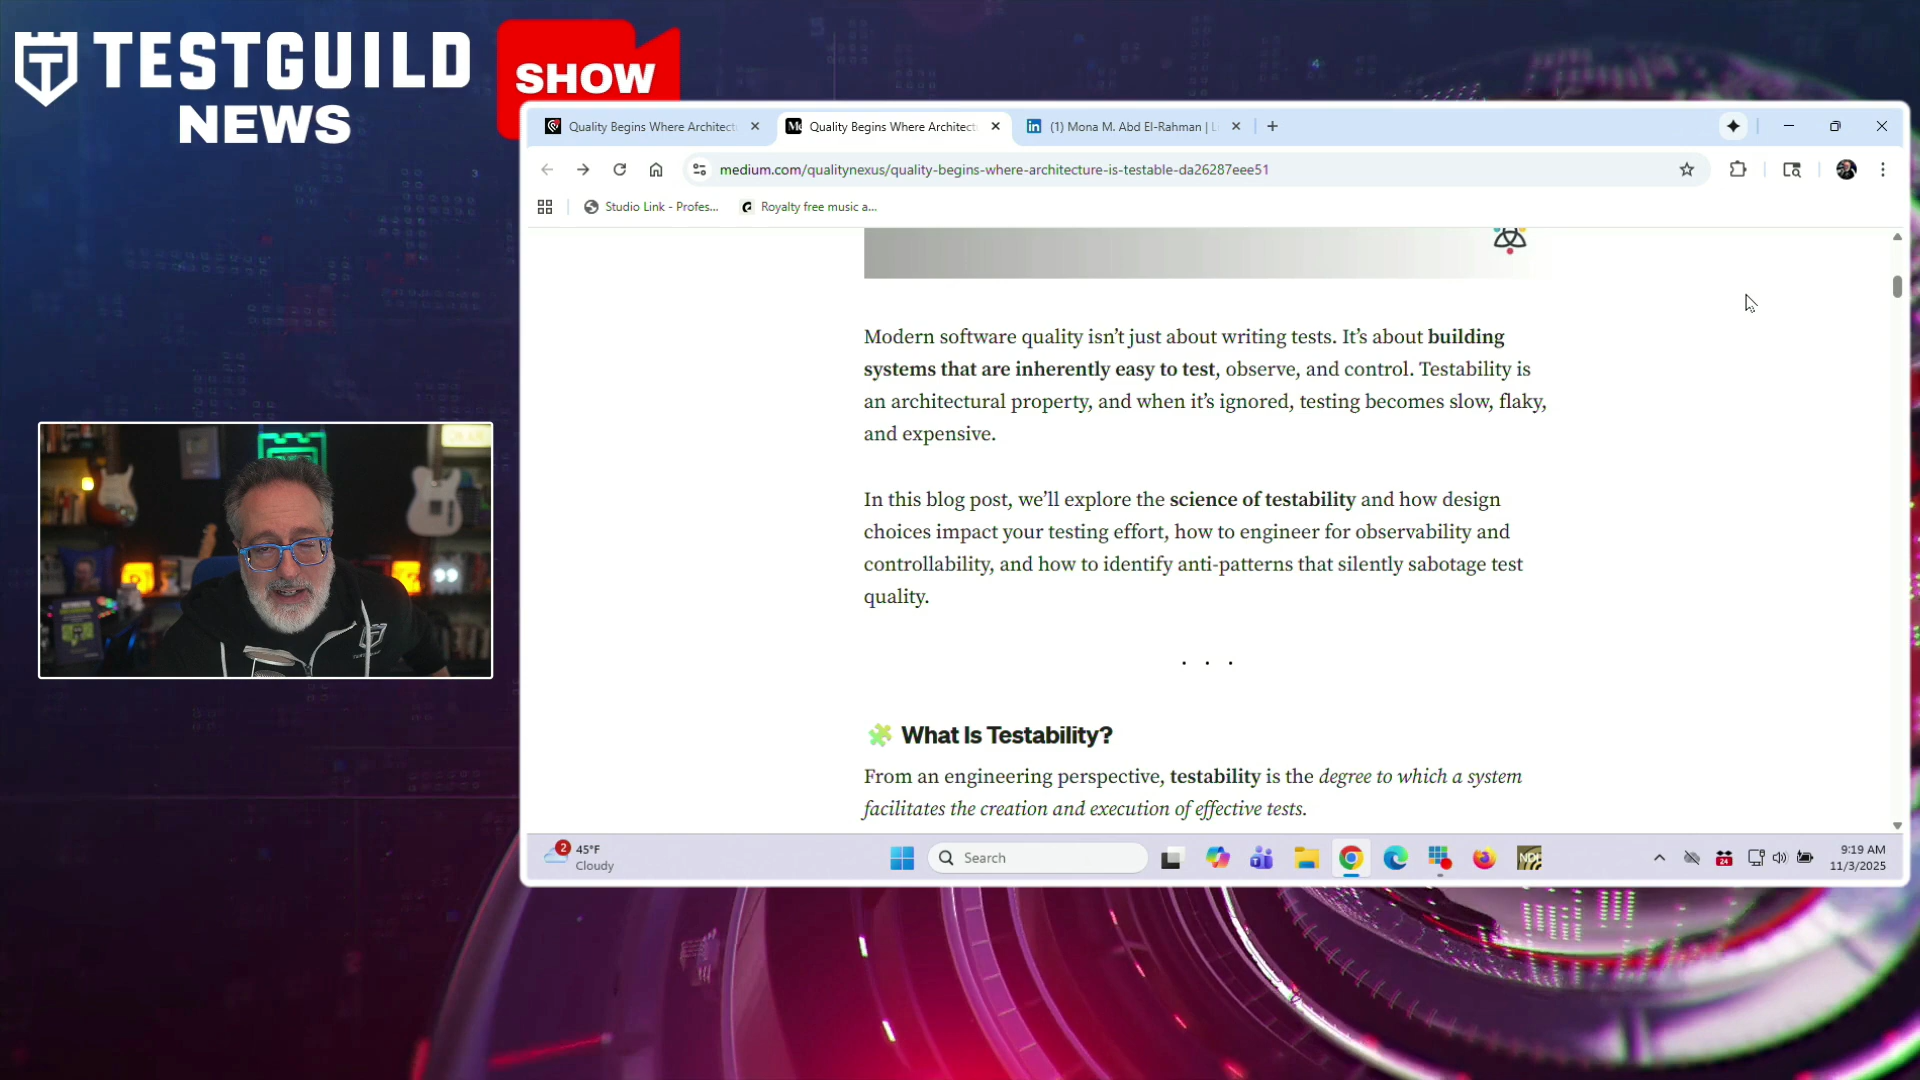 TESTGUILD
NEWS
SHOW
Quality Begins Where Architect
Quality Begins Where Architect
(1) Mona M. Abd El-Rahman | L
medium.com/qualitynexus/quality-begins-where-architecture-is-testable-da26287eee51
Studio Link - Profes...
Royalty free music a...
Modern software quality isn’t just about writing tests. It’s about building
systems that are inherently easy to test, observe, and control. Testability is
an architectural property, and when it’s ignored, testing becomes slow, flaky,
and expensive.
In this blog post, we’ll explore the science of testability and how design
choices impact your testing effort, how to engineer for observability and
controllability, and how to identify anti-patterns that silently sabotage test
quality.
. . .
What Is Testability?
From an engineering perspective, testability is the degree to which a system
facilitates the creation and execution of effective tests.
2
45°F
Cloudy
Search
24
9:19 AM
11/3/2025